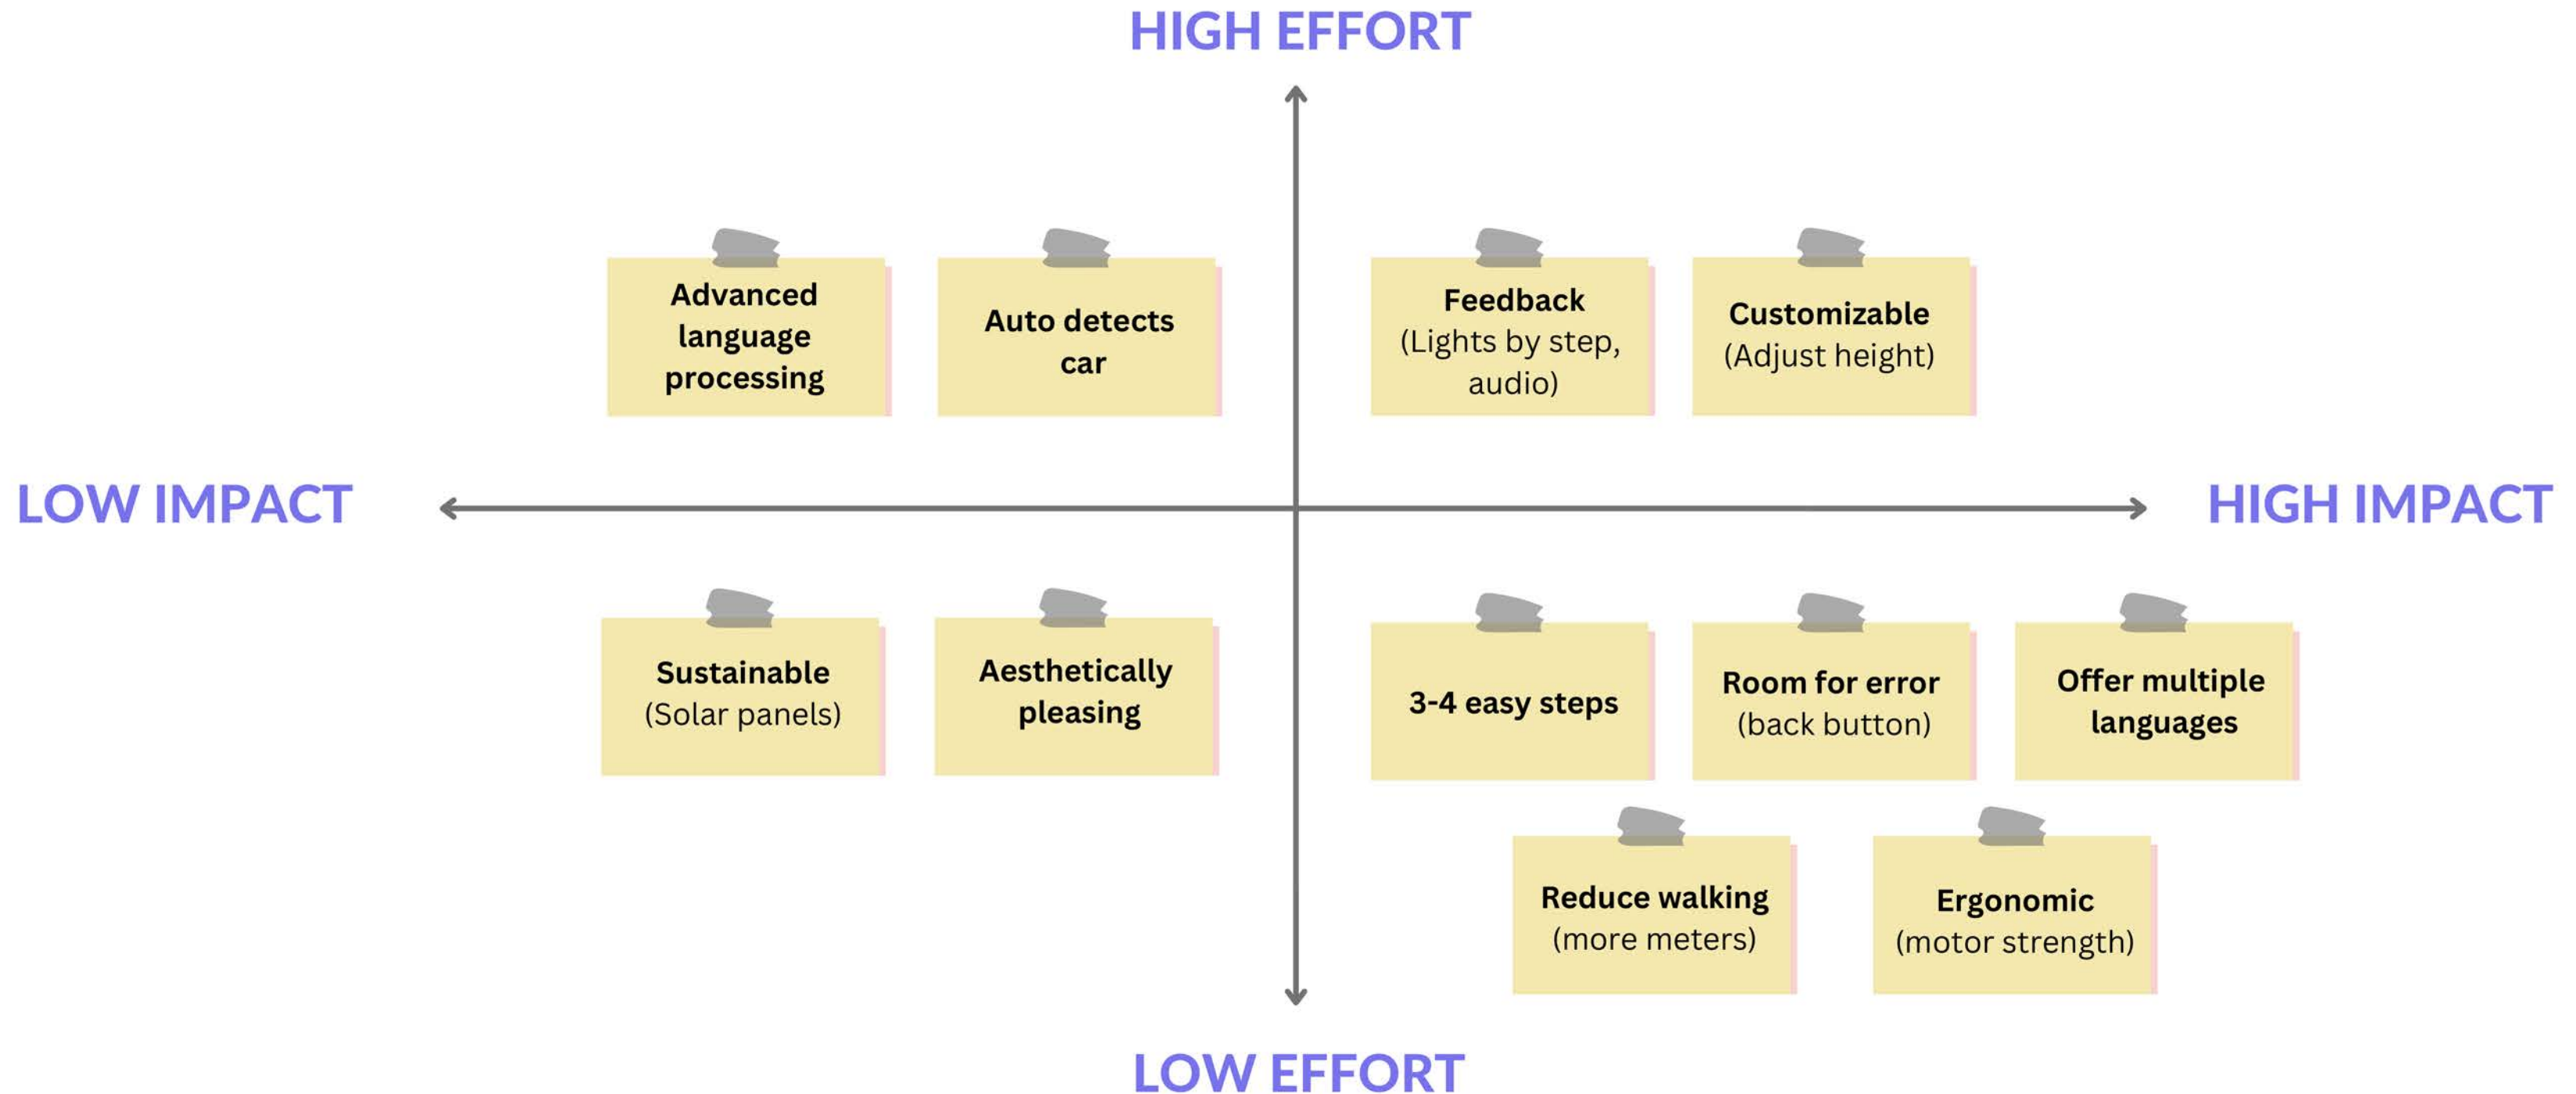 HIGH EFFORT
Advanced
language
processing
Auto detects
car
Feedback
(Lights by step,
audio)
Customizable
(Adjust height)
LOW IMPACT
HIGH IMPACT
Sustainable
(Solar panels)
Aesthetically
pleasing
3-4 easy steps
Room for error
(back button)
Offer multiple
languages
Reduce walking
(more meters)
Ergonomic
(motor strength)
LOW EFFORT